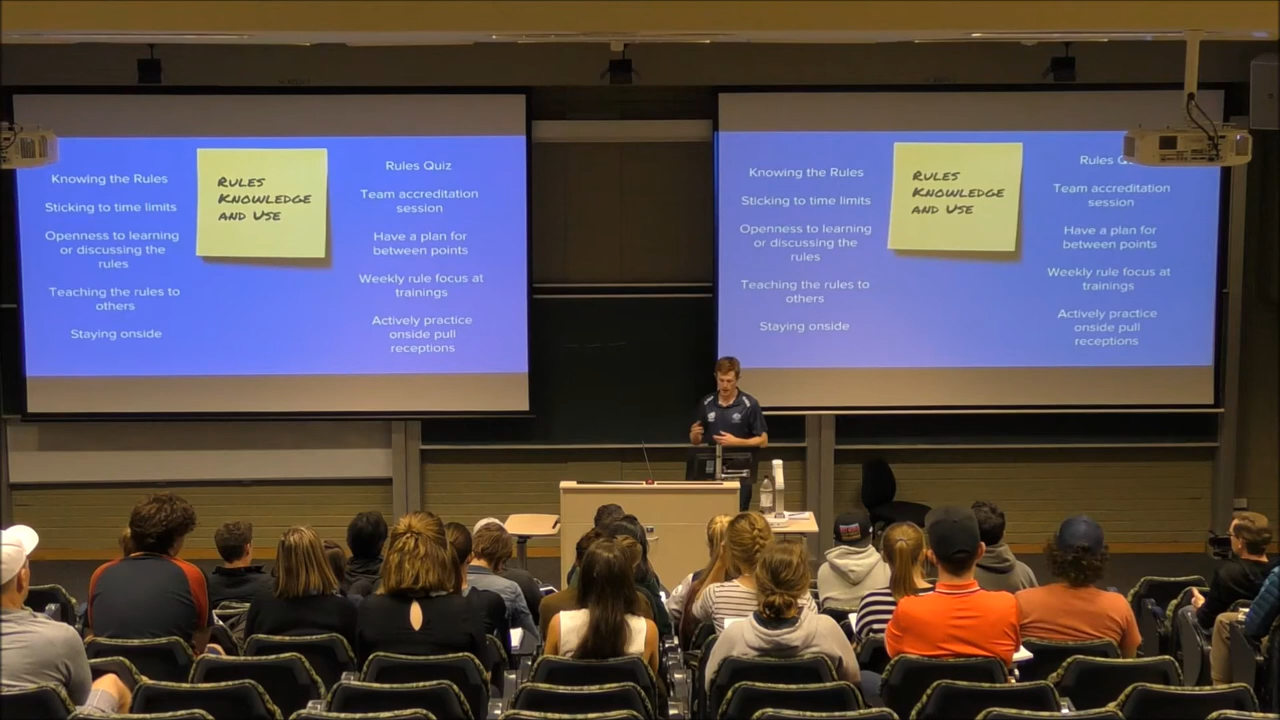 Knowing the Rules
Sticking to time limits
Openness to learning
or discussing the
rules
Teaching the rules to
others
Staying onside
Rules
Knowledge
and Use
Rules Quiz
Team accreditation
session
Have a plan for
between points
Weekly rule focus at
trainings
Actively practice
onside pull
receptions
Knowing the Rules
Sticking to time limits
Openness to learning
or discussing the
rules
Teaching the rules to
others
Staying onside
Rules
Knowledge
and Use
Rules
Team accreditation
session
Have a plan for
between points
Weekly rule focus at
trainings
Actively practice
onside pull
receptions